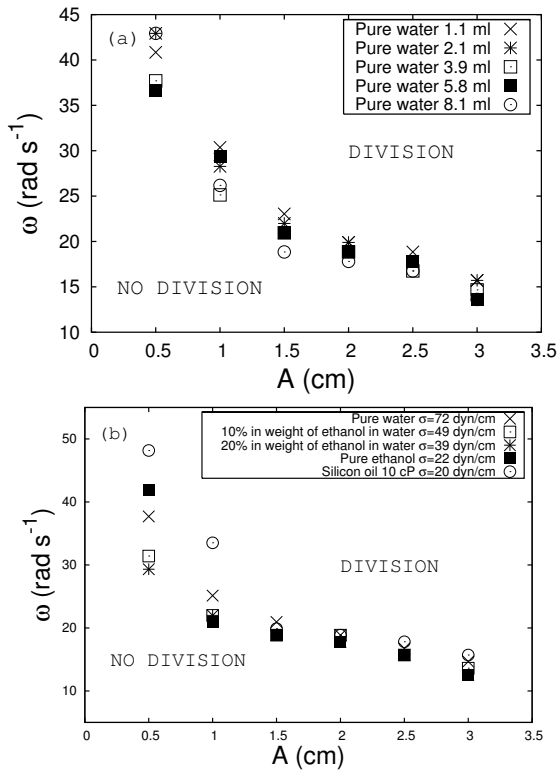 (a)
Pure water 1.1 ml
Pure water 2.1 ml
Pure water 3.9 ml
Pure water 5.8 ml
Pure water 8.1 ml
45
40
35
30
25
20
15
10
ω (rad s⁻¹)
DIVISION
NO DIVISION
0 0.5 1 1.5 2 2.5 3 3.5
A (cm)
(b)
Pure water σ=72 dyn/cm
10% in weight of ethanol in water σ=49 dyn/cm
20% in weight of ethanol in water σ=39 dyn/cm
Pure ethanol σ=22 dyn/cm
Silicon oil 10 cP σ=20 dyn/cm
50
40
30
20
10
ω (rad s⁻¹)
DIVISION
NO DIVISION
0 0.5 1 1.5 2 2.5 3 3.5
A (cm)